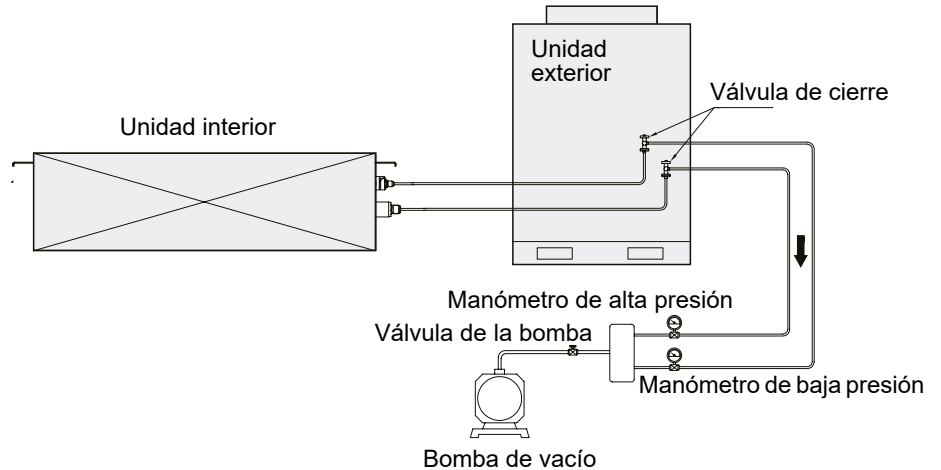 Unidad
exterior
Válvula de cierre
Unidad interior
Manómetro de alta presión
Válvula de la bomba
Manómetro de baja presión
Bomba de vacío